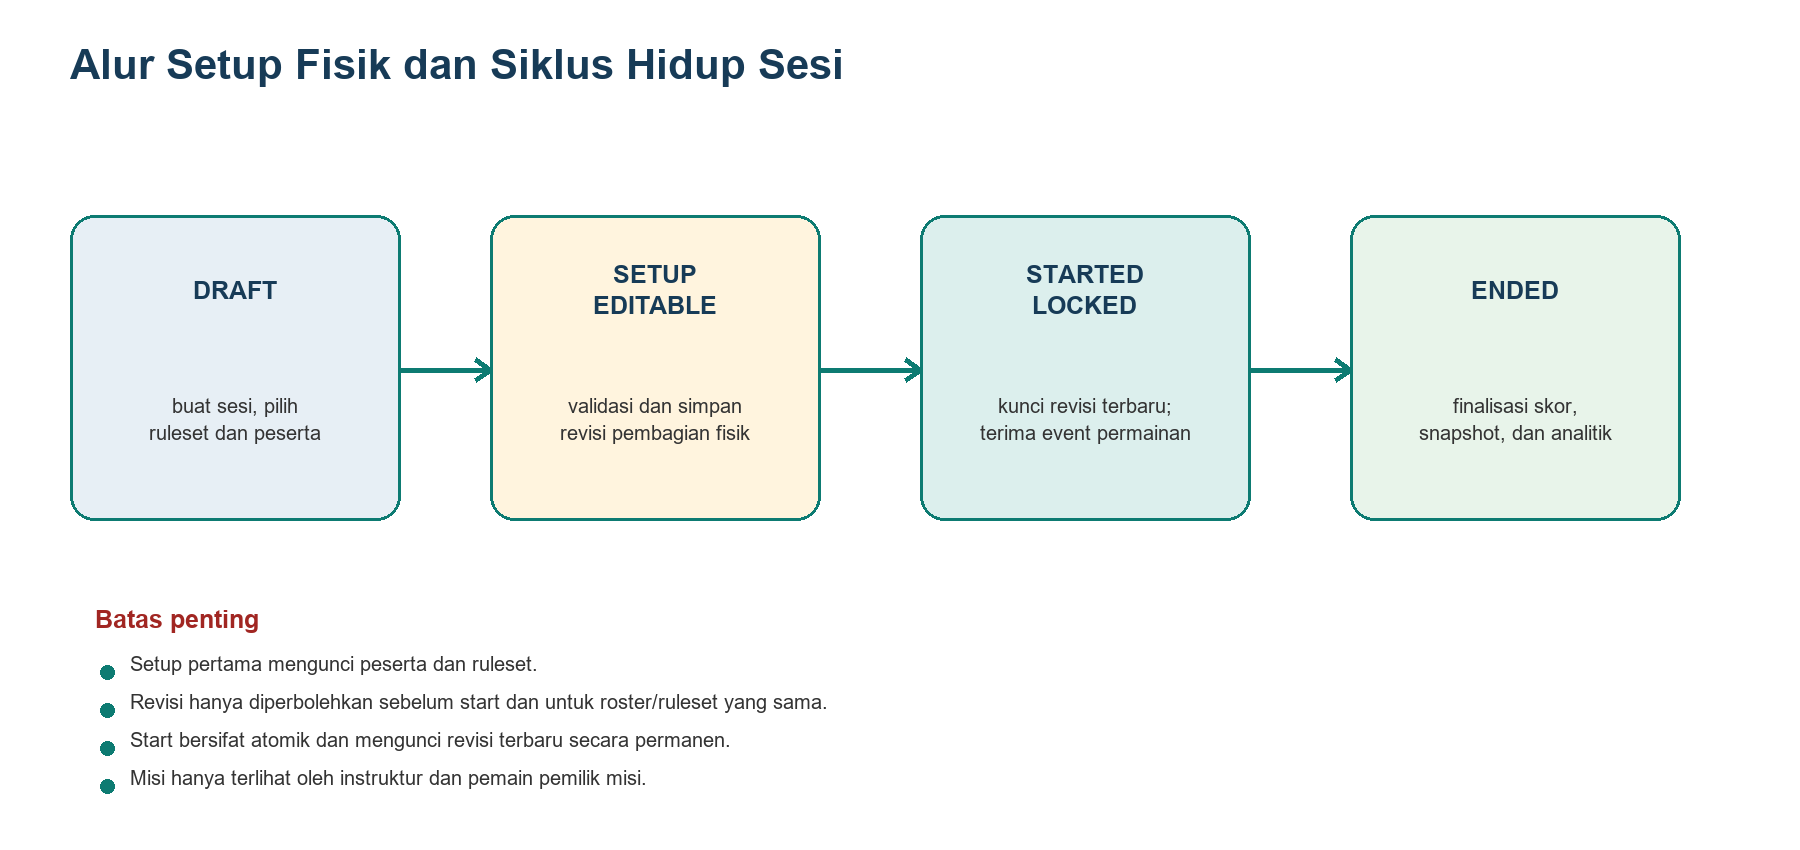 Alur Setup Fisik dan Siklus Hidup Sesi
DRAFT
buat sesi, pilih
ruleset dan peserta
SETUP
EDITABLE
validasi dan simpan
revisi pembagian fisik
STARTED
LOCKED
kunci revisi terbaru;
terima event permainan
ENDED
finalisasi skor,
snapshot, dan analitik
Batas penting
Setup pertama mengunci peserta dan ruleset.
Revisi hanya diperbolehkan sebelum start dan untuk roster/ruleset yang sama.
Start bersifat atomik dan mengunci revisi terbaru secara permanen.
Misi hanya terlihat oleh instruktur dan pemain pemilik misi.